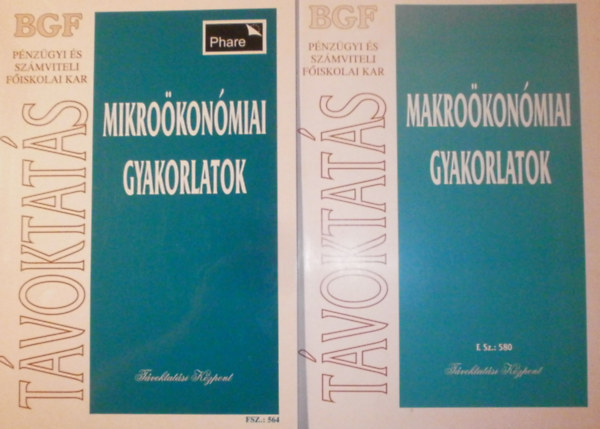 BGF
PÉNZÜGYI ÉS
SZÁMVITELI
FŐISKOLAI KAR
TÁVOKTATÁS
Phare
MIKROÖKONÓMIAI
GYAKORLATOK
Távoktatási Központ
FSZ.: 564
BGF
PÉNZÜGYI ÉS
SZÁMVITELI
FŐISKOLAI KAR
TÁVOKTATÁS
MAKROÖKONÓMIAI
GYAKORLATOK
F. Sz.: 580
Távoktatási Központ